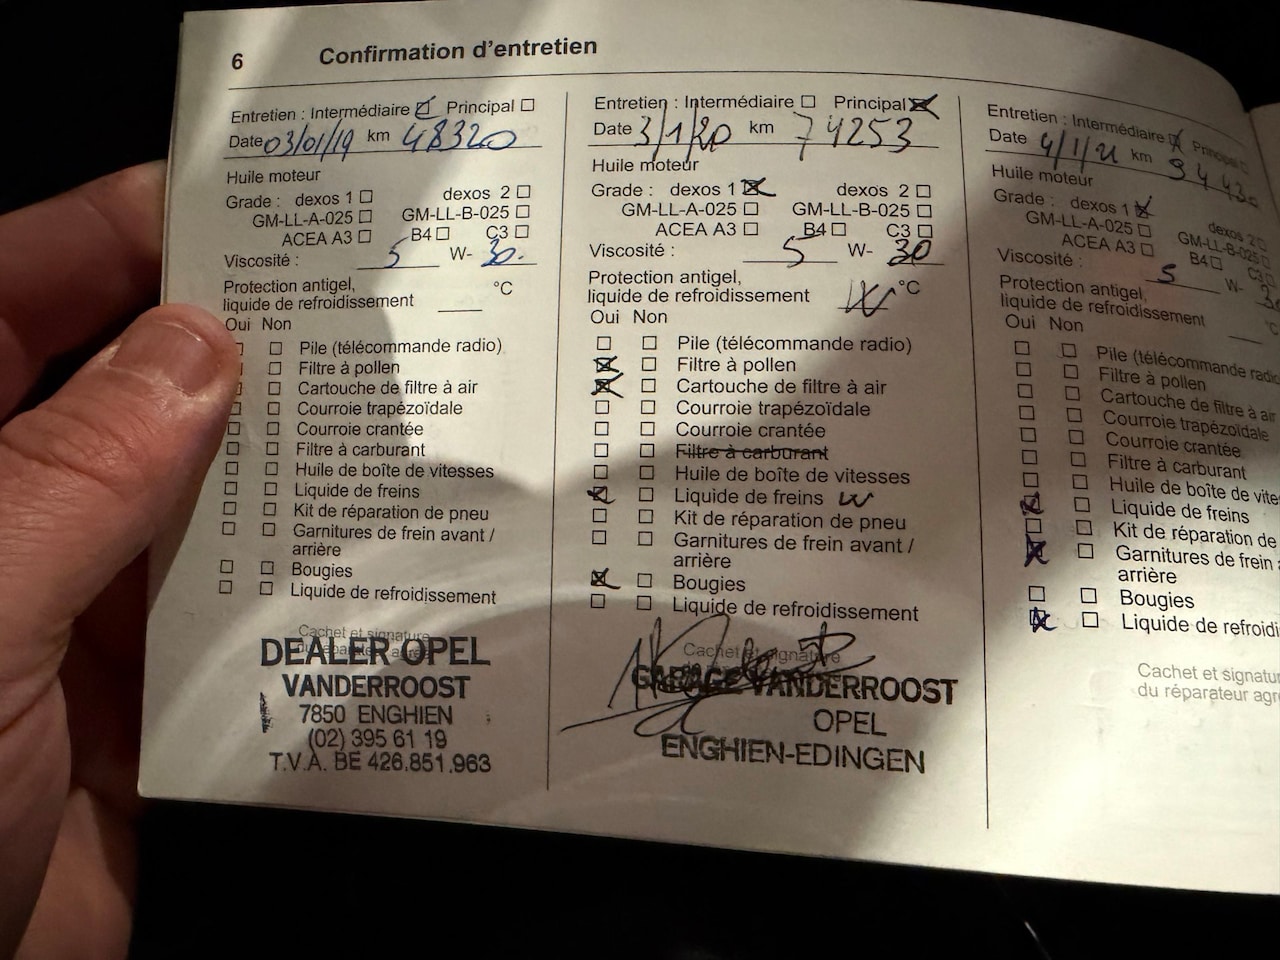 6 Confirmation d'entretien
Entretien : Intermédiaire Principal
Date 03/01/19 km 48320
Huile moteur
Grade : dexos 1 dexos 2
GM-LL-A-025 GM-LL-B-025
ACEA A3 B4 C3
Viscosité : 5 W- 30.
Protection antigel,
liquide de refroidissement °C
Oui Non
Pile (télécommande radio)
Filtre à pollen
Cartouche de filtre à air
Courroie trapézoïdale
Courroie crantée
Filtre à carburant
Huile de boîte de vitesses
Liquide de freins
Kit de réparation de pneu
Garnitures de frein avant /
arrière
Bougies
Liquide de refroidissement
Cachet et signature
DEALER OPEL
VANDERROOST
7850 ENGHIEN
(02) 395 61 19
T.V.A. BE 426.851.963
Entretien : Intermédiaire Principal
Date 3/1/20 km 74253
Huile moteur
Grade : dexos 1 dexos 2
GM-LL-A-025 GM-LL-B-025
ACEA A3 B4 C3
Viscosité : 5 W- 30
Protection antigel,
liquide de refroidissement °C
Oui Non
Pile (télécommande radio)
Filtre à pollen
Cartouche de filtre à air
Courroie trapézoïdale
Courroie crantée
Filtre à carburant
Huile de boîte de vitesses
Liquide de freins
Kit de réparation de pneu
Garnitures de frein avant /
arrière
Bougies
Liquide de refroidissement
Cachet et signature
GARAGE VANDERROOST
OPEL
ENGHIEN-EDINGEN
Entretien : Intermédiaire Principal
Date 4/1/21 km
Huile moteur
Grade : dexos 1 dexos 2
GM-LL-A-025 GM-LL-B-025
ACEA A3 B4 C3
Viscosité : 5 W-
Protection antigel,
liquide de refroidissement
Oui Non
Pile (télécommande radio
Filtre à pollen
Cartouche de filtre à air
Courroie trapézoïdale
Courroie crantée
Filtre à carburant
Huile de boîte de vites
Liquide de freins
Kit de réparation de
Garnitures de frein
arrière
Bougies
Liquide de refroidi
Cachet et signatur
du réparateur agr